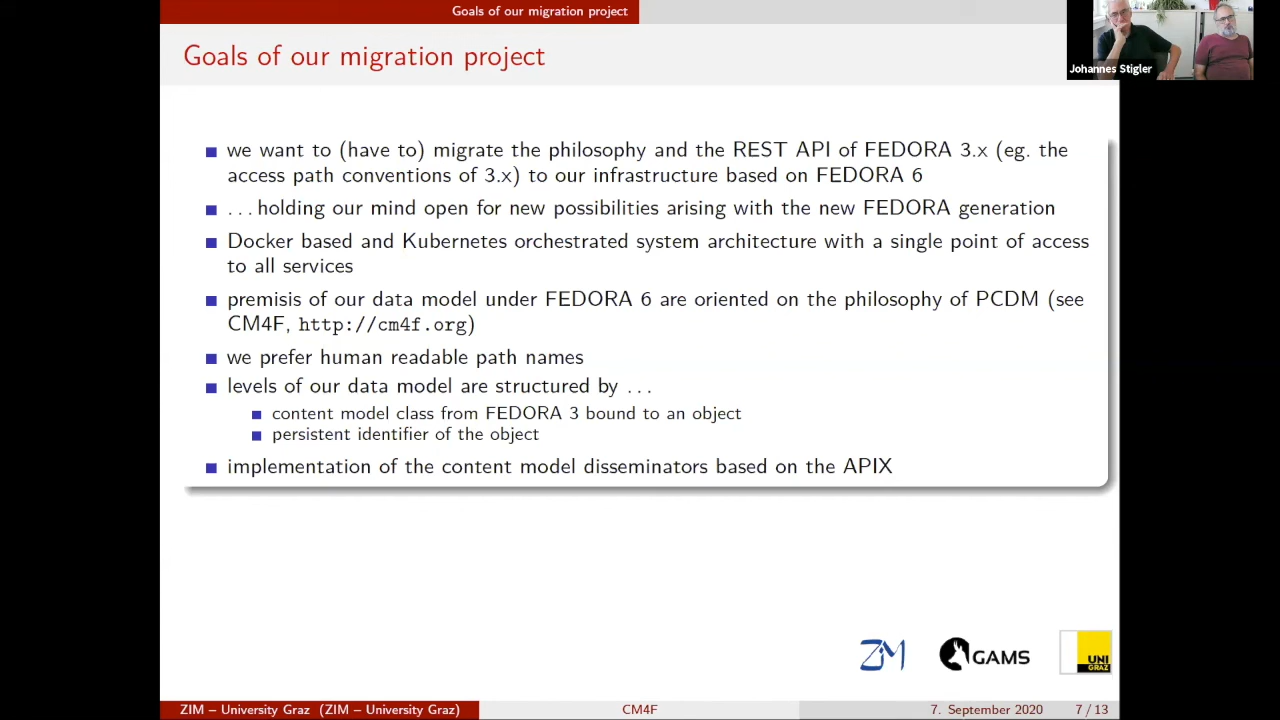 Goals of our migration project
Johannes Stigler
Goals of our migration project
we want to (have to) migrate the philosophy and the REST API of FEDORA 3.x (eg. the
access path conventions of 3.x) to our infrastructure based on FEDORA 6
...holding our mind open for new possibilities arising with the new FEDORA generation
Docker based and Kubernetes orchestrated system architecture with a single point of access
to all services
premisis of our data model under FEDORA 6 are oriented on the philosophy of PCDM (see
CM4F, http://cm4f.org)
we prefer human readable path names
levels of our data model are structured by ...
content model class from FEDORA 3 bound to an object
persistent identifier of the object
implementation of the content model disseminators based on the APIX
ZIM
GAMS
UNI
GRAZ
ZIM – University Graz (ZIM – University Graz)
CM4F
7. September 2020
7 / 13